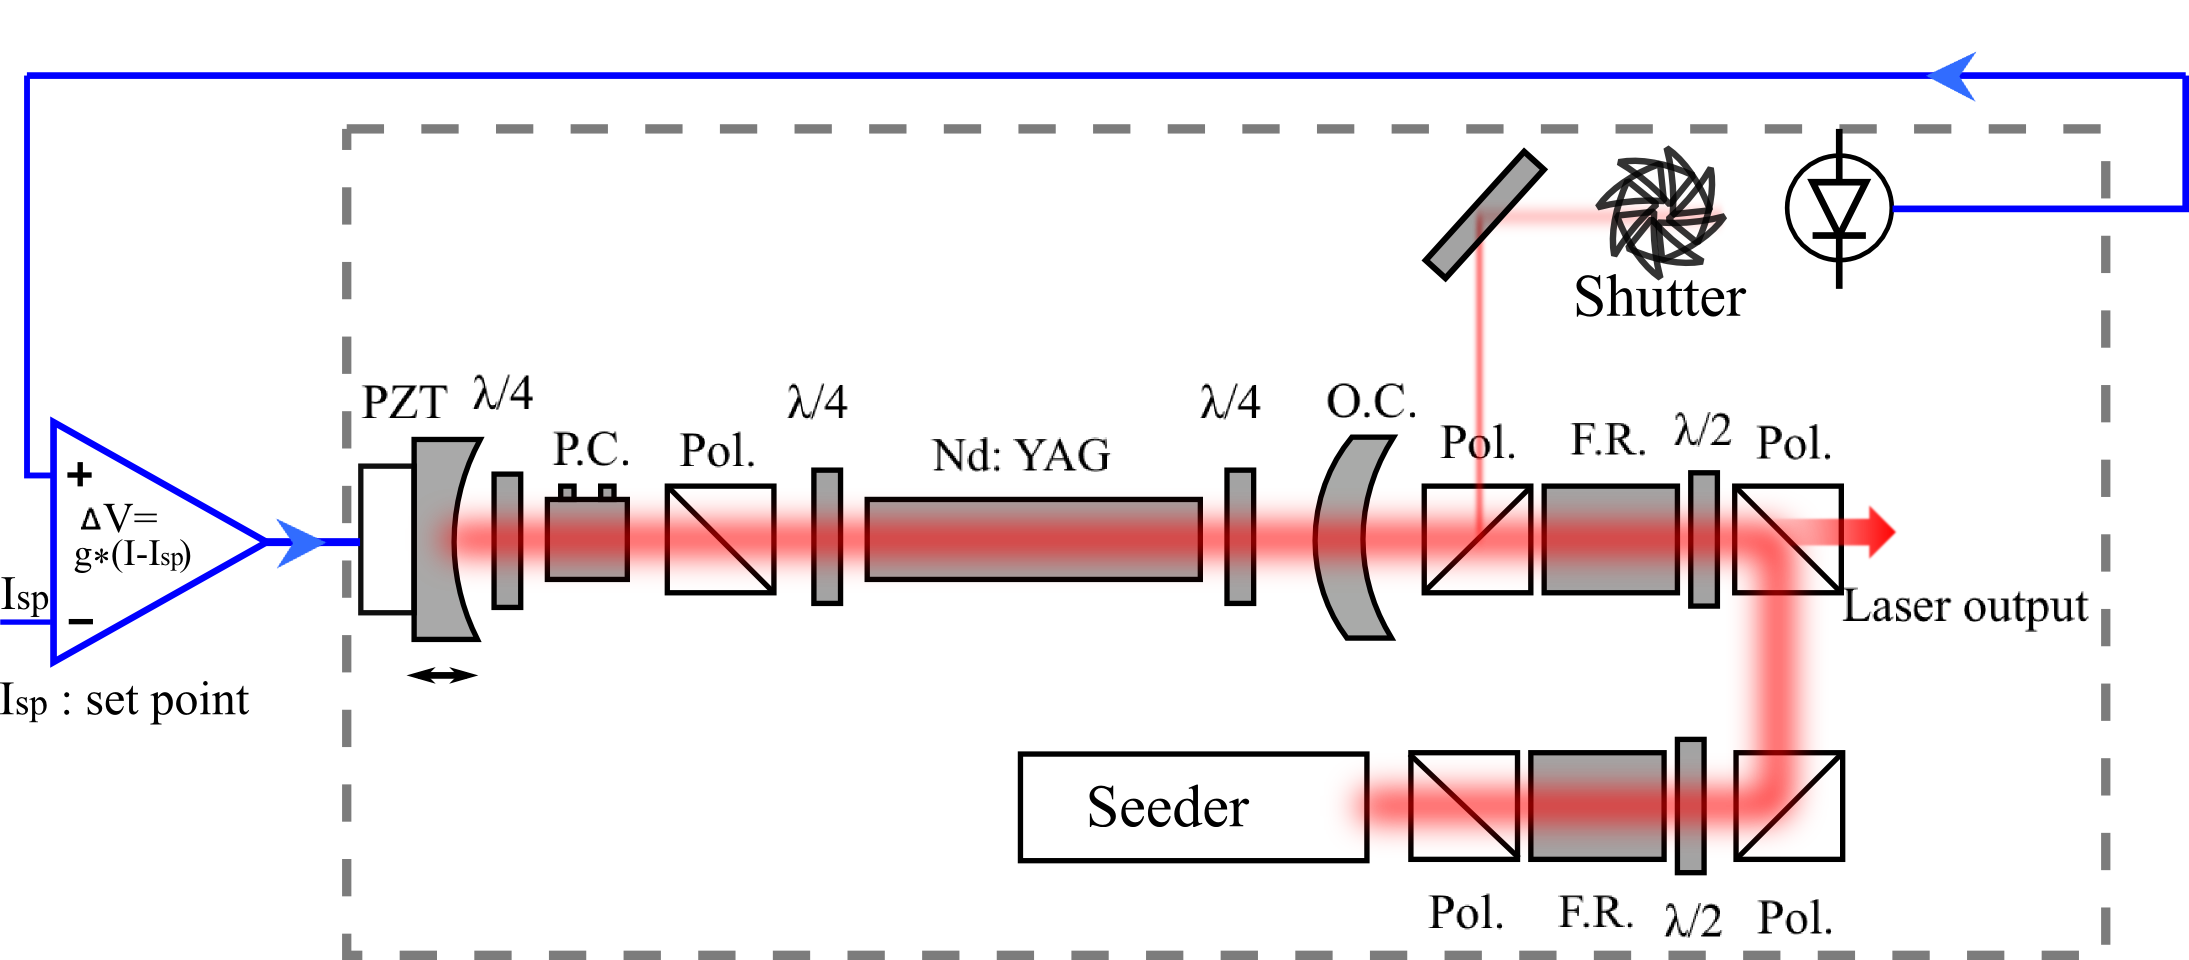 Shutter
PZT
λ/4
P.C.
Pol.
λ/4
Nd: YAG
λ/4
O.C.
Pol.
F.R.
λ/2
Pol.
+
ΔV=
g*(I-Isp)
Isp
−
Isp : set point
Laser output
Seeder
Pol.
F.R.
λ/2
Pol.